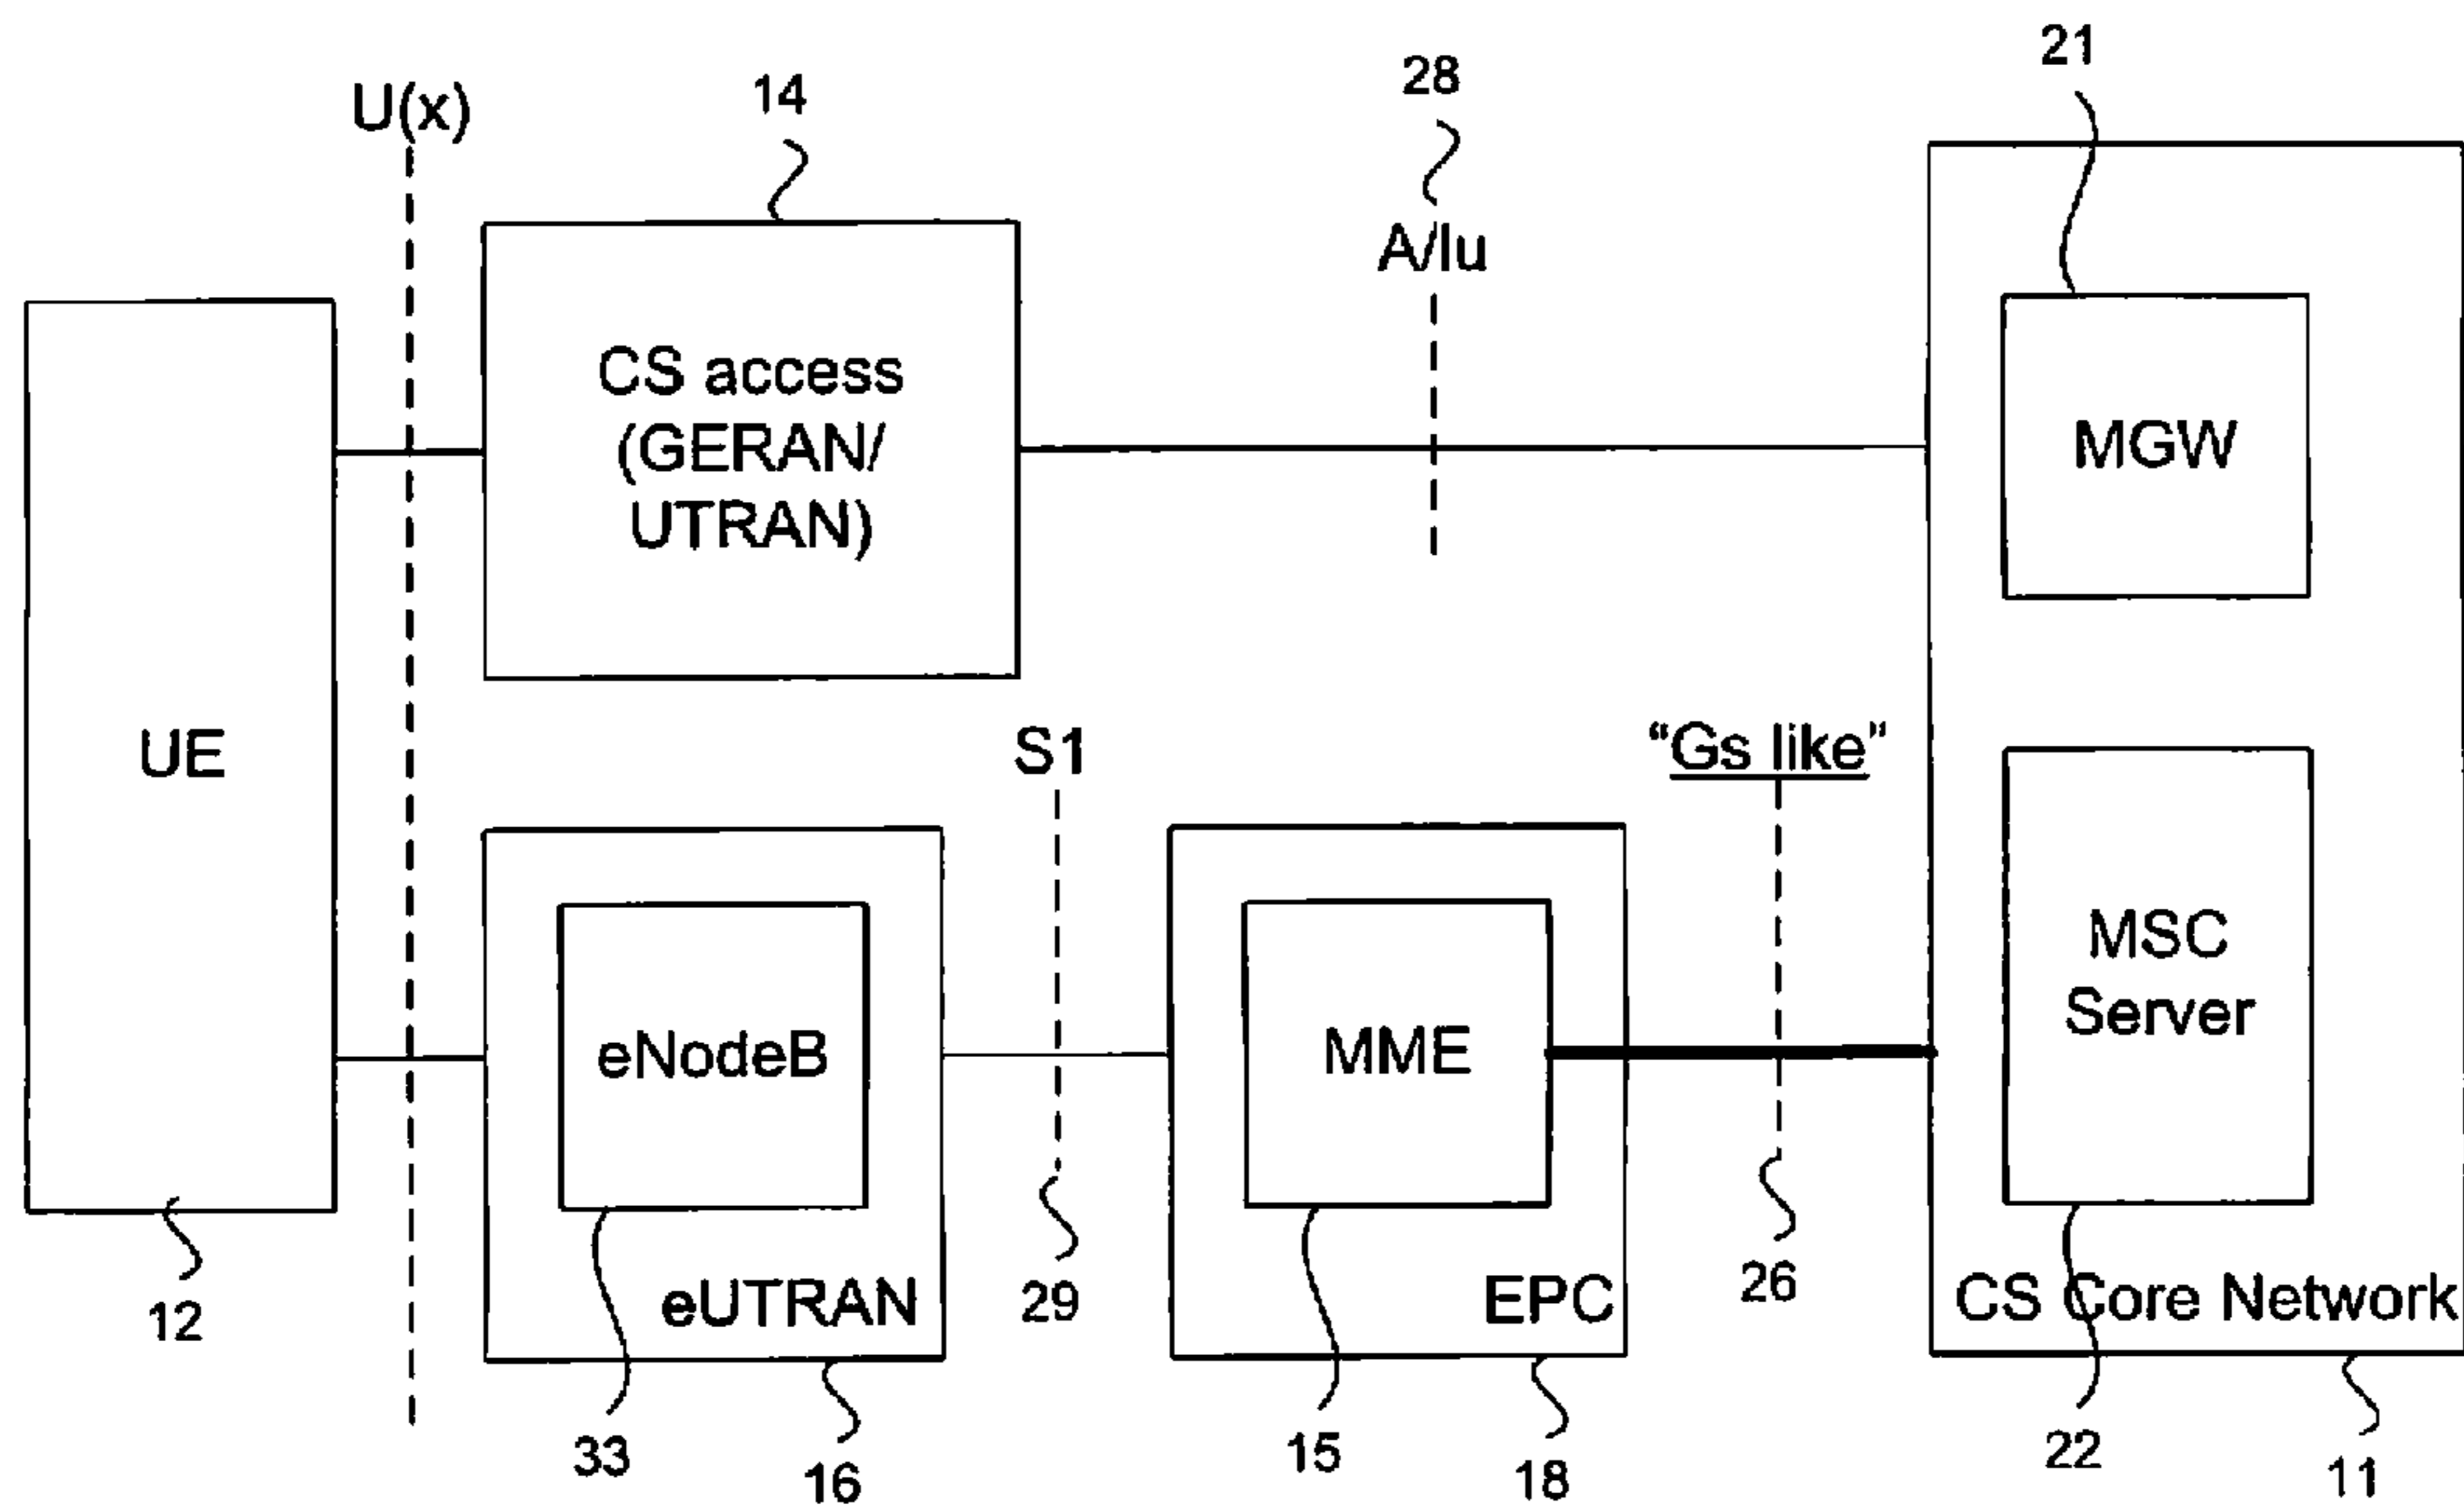 21
28
14
U(x)
A/Iu
CS access
(GERAN/
UTRAN)
MGW
UE
S1
“Gs like”
MSC
Server
eNodeB
MME
eUTRAN
EPC
CS Core Network
12
29
26
33
16
15
18
22
11